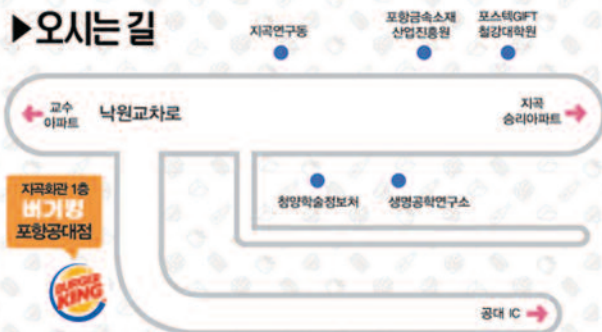 ▶오시는 길
지곡연구동
포항금속소재
산업진흥원
포스텍GIFT
철강대학원
교수
아파트
낙원교차로
지곡
승리아파트
지곡회관 1층
버거킹
포항공대점
BURGER
KING
청양학술정보처
생명공학연구소
공대 IC